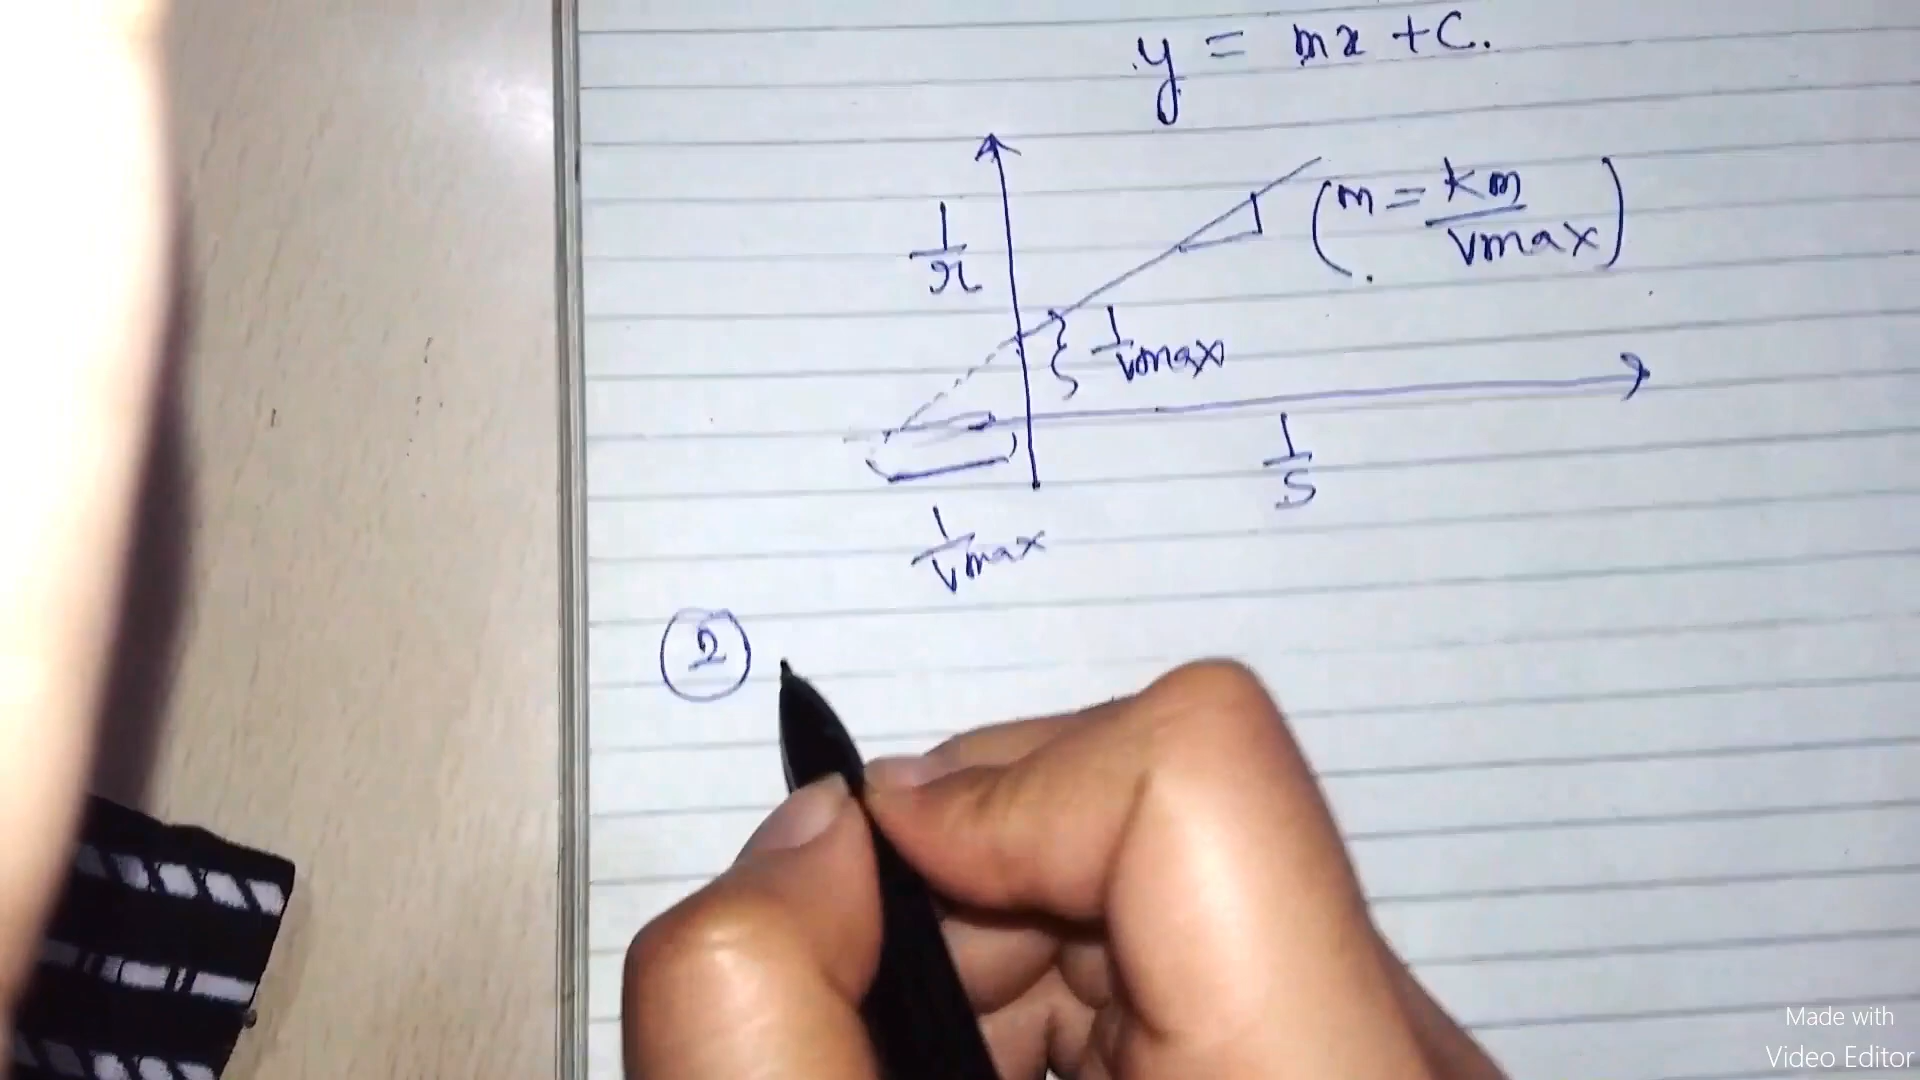 y = mx + C.
1/r
(m = Km/Vmax)
1/Vmax
1/S
1/Vmax
2
Made with
Video Editor